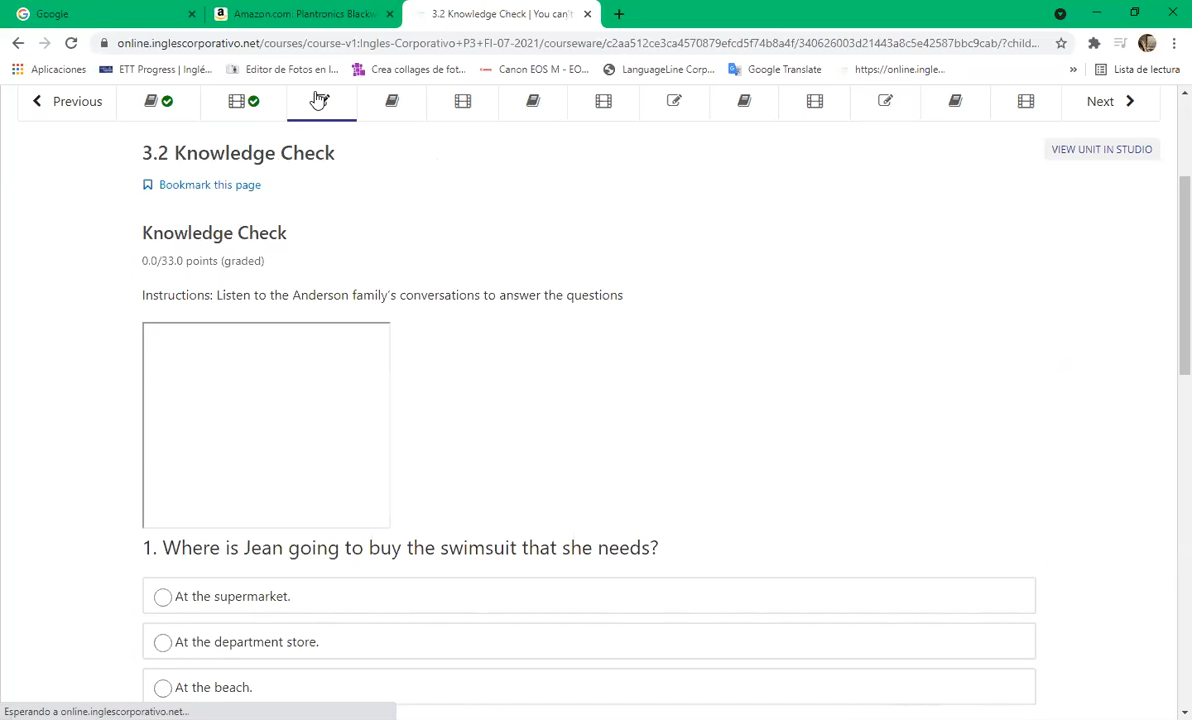 Google
Amazon.com: Plantronics Blackw
3.2 Knowledge Check | You can't
online.inglescorporativo.net/courses/course-v1:Ingles-Corporativo+P3+FI-07-2021/courseware/c2aa512ce3ca4570879efcd5f74b8a4f/340626003d21443a8c5e42587bbc9cab/?child...
Aplicaciones
ETT Progress | Inglé...
Editor de Fotos en l...
Crea collages de fot...
Canon EOS M - EO...
LanguageLine Corp...
Google Translate
https://online.ingle...
»
Lista de lectura
Previous
Next
3.2 Knowledge Check
VIEW UNIT IN STUDIO
Bookmark this page
Knowledge Check
0.0/33.0 points (graded)
Instructions: Listen to the Anderson family's conversations to answer the questions
1. Where is Jean going to buy the swimsuit that she needs?
At the supermarket.
At the department store.
At the beach.
Esperando a online.inglescorporativo.net...